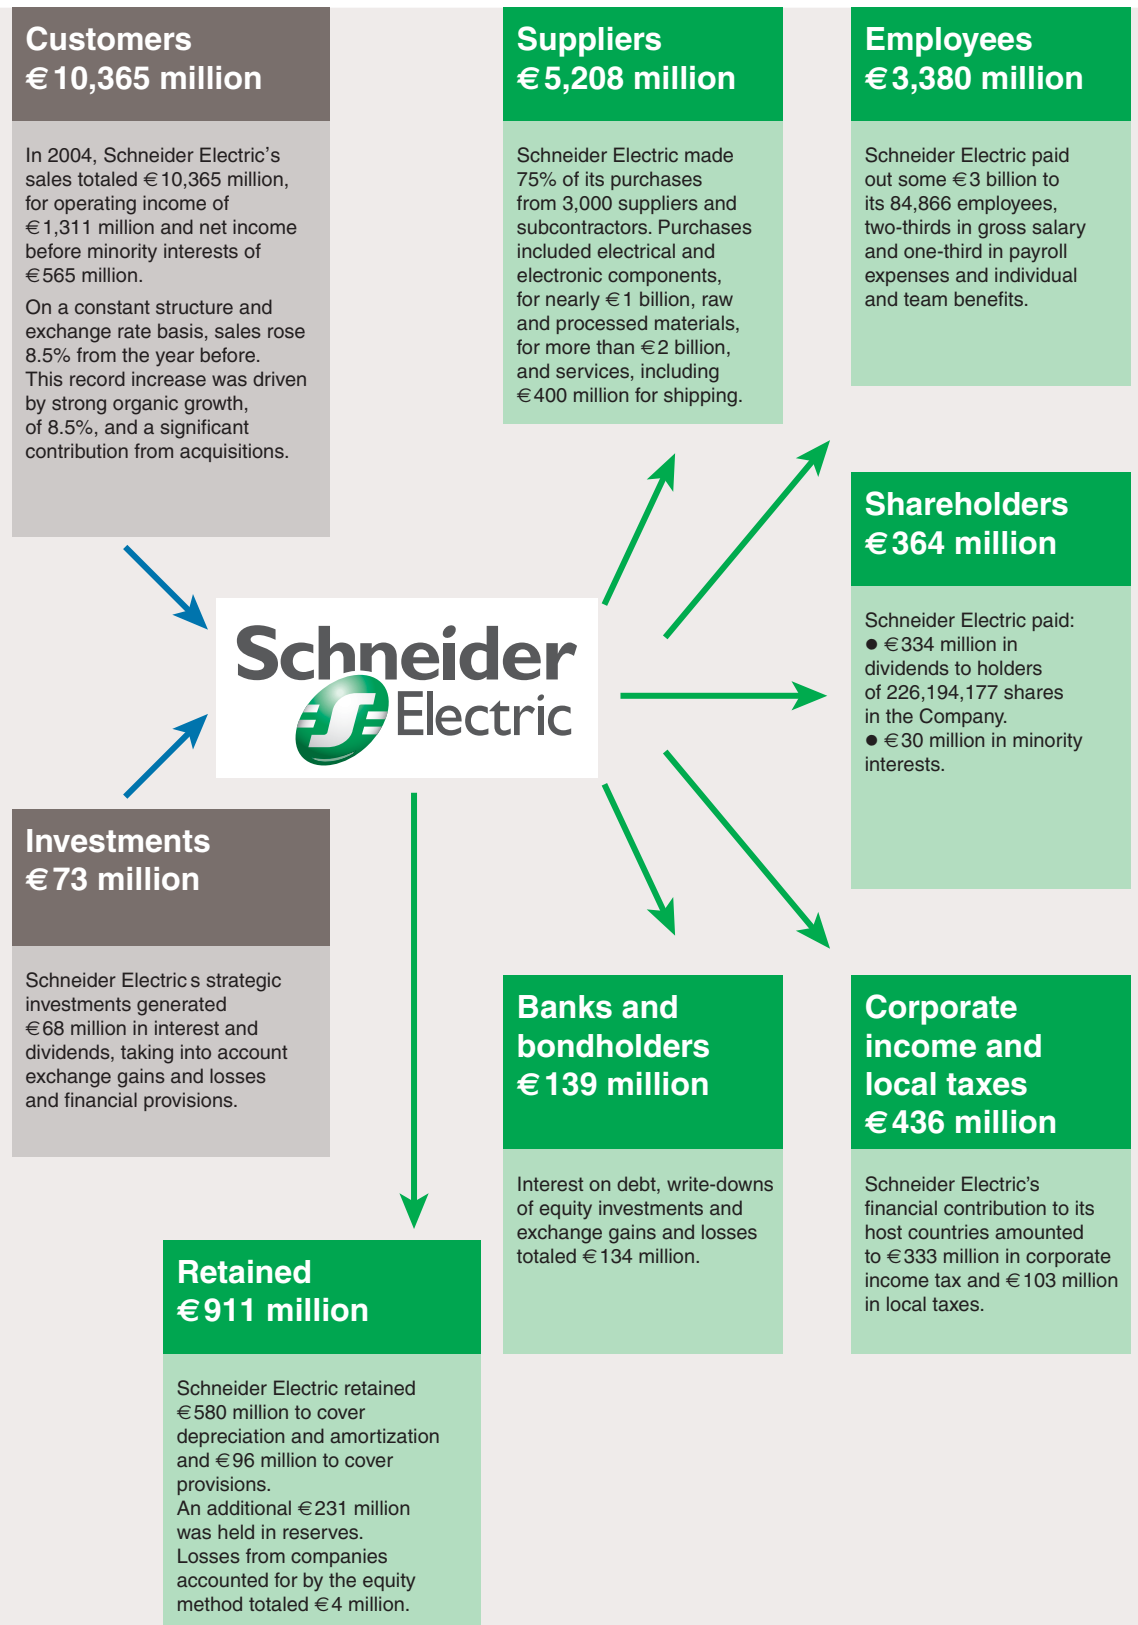 Customers
€10,365 million
In 2004, Schneider Electric's
sales totaled €10,365 million,
for operating income of
€1,311 million and net income
before minority interests of
€565 million.
On a constant structure and
exchange rate basis, sales rose
8.5% from the year before.
This record increase was driven
by strong organic growth,
of 8.5%, and a significant
contribution from acquisitions.
Suppliers
€5,208 million
Schneider Electric made
75% of its purchases
from 3,000 suppliers and
subcontractors. Purchases
included electrical and
electronic components,
for nearly €1 billion, raw
and processed materials,
for more than €2 billion,
and services, including
€400 million for shipping.
Employees
€3,380 million
Schneider Electric paid
out some €3 billion to
its 84,866 employees,
two-thirds in gross salary
and one-third in payroll
expenses and individual
and team benefits.
Shareholders
€364 million
Schneider Electric paid:
● €334 million in
dividends to holders
of 226,194,177 shares
in the Company.
● €30 million in minority
interests.
Schneider
Electric
Investments
€73 million
Schneider Electric s strategic
investments generated
€68 million in interest and
dividends, taking into account
exchange gains and losses
and financial provisions.
Banks and
bondholders
€139 million
Interest on debt, write-downs
of equity investments and
exchange gains and losses
totaled €134 million.
Corporate
income and
local taxes
€436 million
Schneider Electric's
financial contribution to its
host countries amounted
to €333 million in corporate
income tax and €103 million
in local taxes.
Retained
€911 million
Schneider Electric retained
€580 million to cover
depreciation and amortization
and €96 million to cover
provisions.
An additional €231 million
was held in reserves.
Losses from companies
accounted for by the equity
method totaled €4 million.